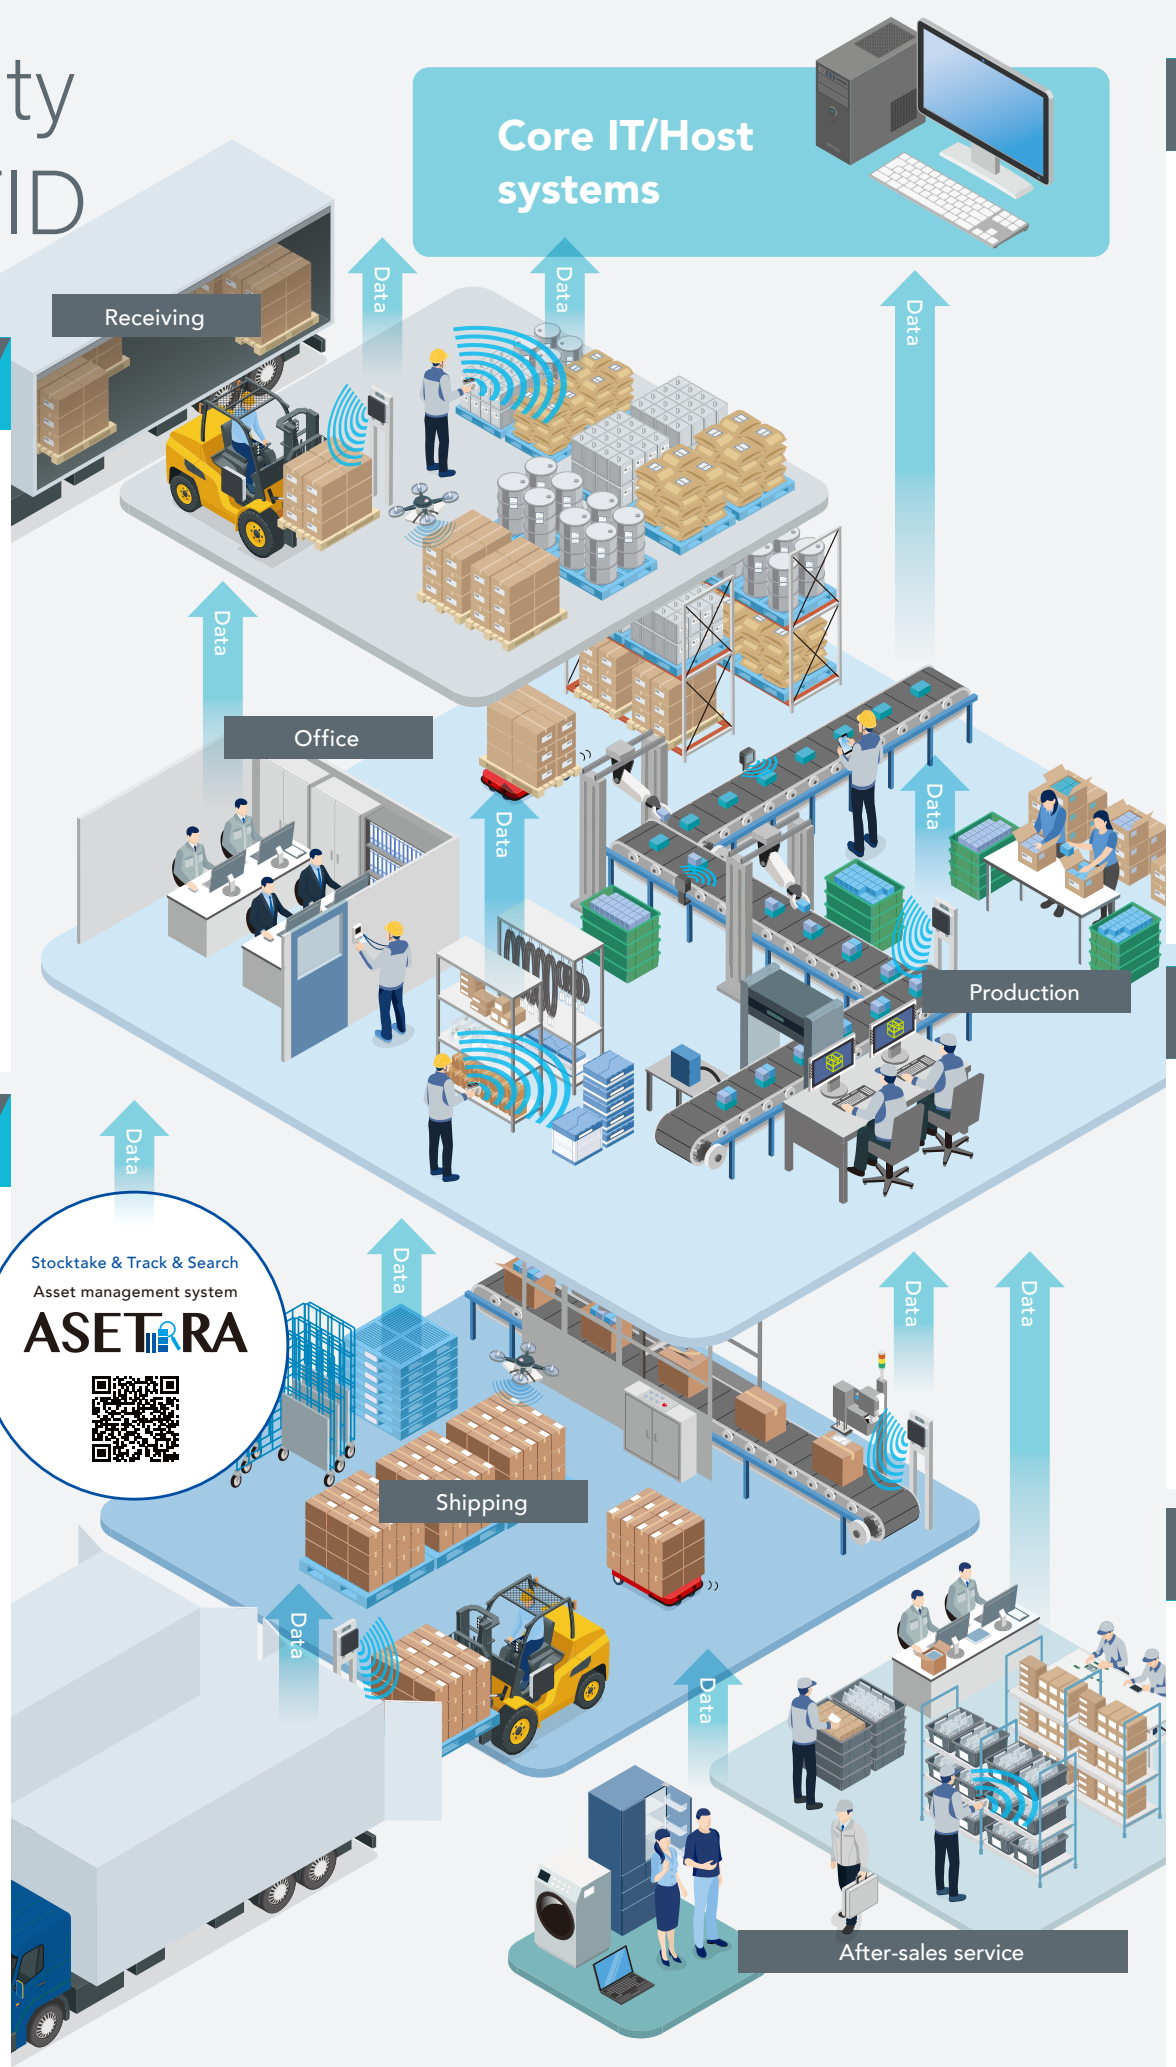 ty
ID
Core IT/Host
systems
Receiving
Data
Data
Data
Data
Office
Data
Data
Production
Data
Stocktake & Track & Search
Asset management system
ASETRA
Data
Data
Data
Shipping
Data
Data
After-sales service